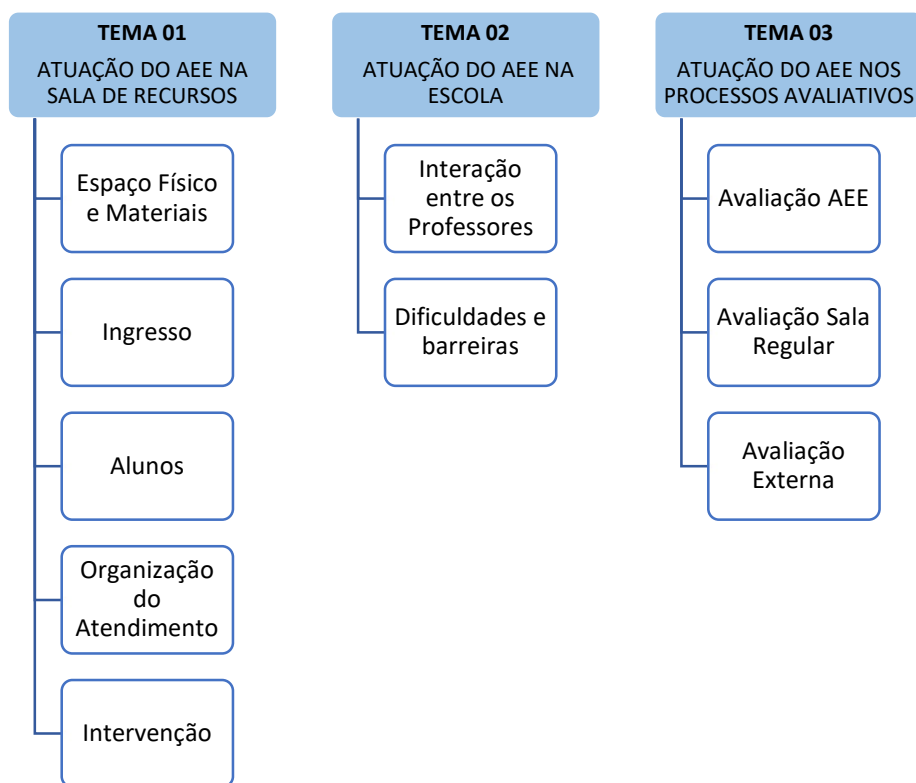 TEMA 01
ATUAÇÃO DO AEE NA
SALA DE RECURSOS
Espaço Físico
e Materiais
Ingresso
Alunos
Organização
do
Atendimento
Intervenção
TEMA 02
ATUAÇÃO DO AEE NA
ESCOLA
Interação
entre os
Professores
Dificuldades e
barreiras
TEMA 03
ATUAÇÃO DO AEE NOS
PROCESSOS AVALIATIVOS
Avaliação AEE
Avaliação Sala
Regular
Avaliação
Externa